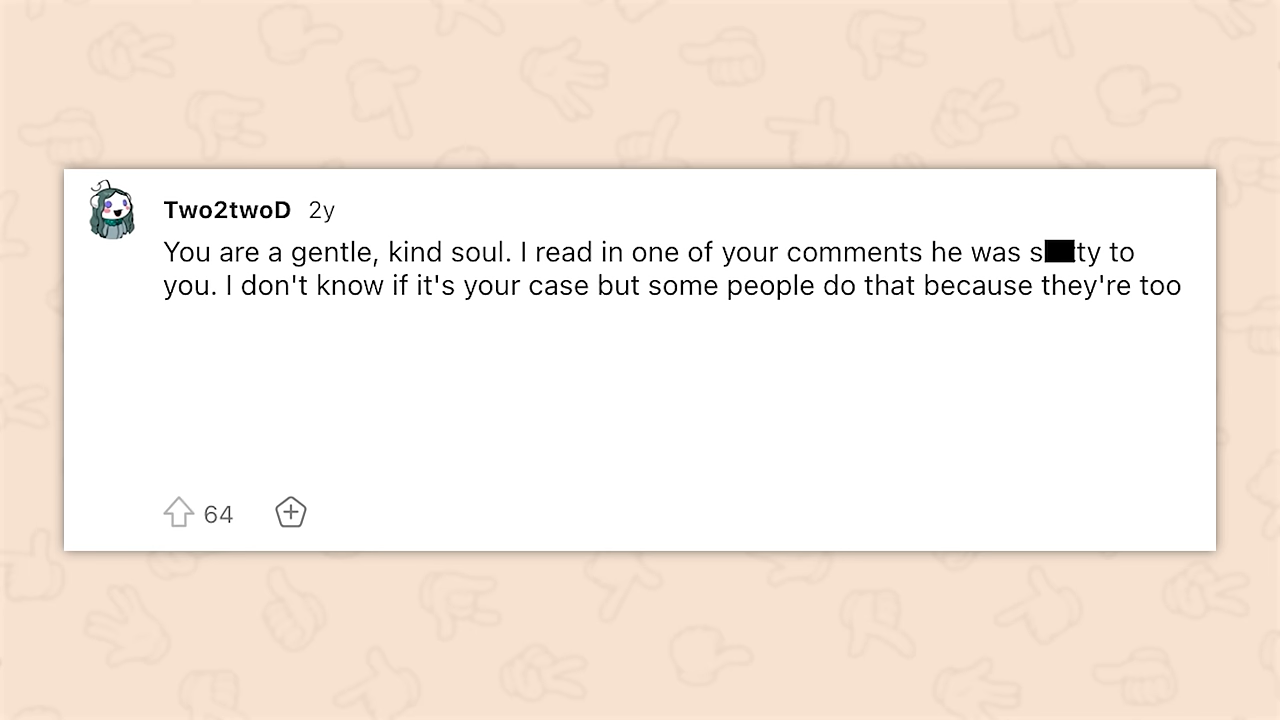 Two2twoD 2y
You are a gentle, kind soul. I read in one of your comments he was s██ty to
you. I don't know if it's your case but some people do that because they're too
64